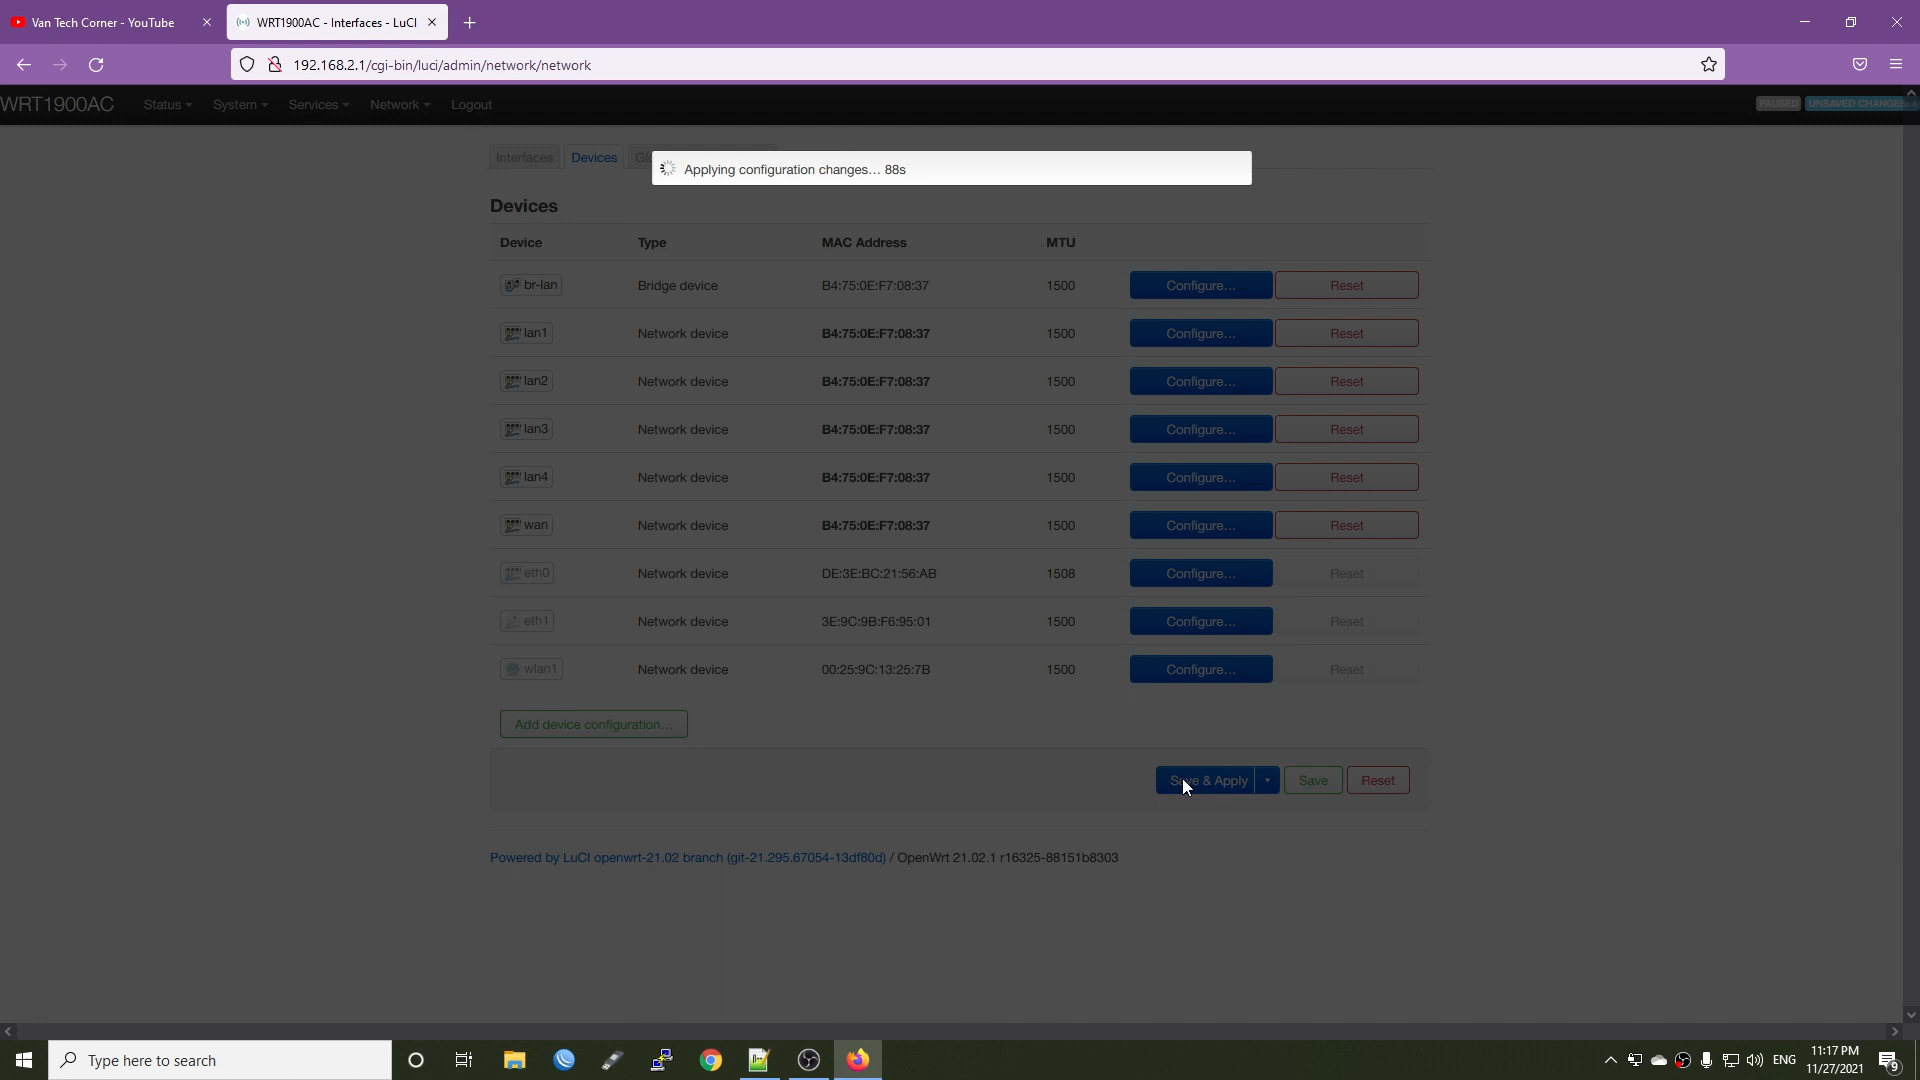 Van Tech Corner - YouTube
WRT1900AC - Interfaces - LuCI
192.168.2.1/cgi-bin/luci/admin/network/network
WRT1900AC Status System Services Network Logout
PAUSED UNSAVED CHANGES:
Interfaces Devices
Applying configuration changes… 88s
Devices
Device Type MAC Address MTU
br-lan Bridge device B4:75:0E:F7:08:37 1500 Configure… Reset
lan1 Network device B4:75:0E:F7:08:37 1500 Configure… Reset
lan2 Network device B4:75:0E:F7:08:37 1500 Configure… Reset
lan3 Network device B4:75:0E:F7:08:37 1500 Configure… Reset
lan4 Network device B4:75:0E:F7:08:37 1500 Configure… Reset
wan Network device B4:75:0E:F7:08:37 1500 Configure… Reset
eth0 Network device DE:3E:BC:21:56:AB 1508 Configure… Reset
eth1 Network device 3E:9C:9B:F6:95:01 1500 Configure… Reset
wlan1 Network device 00:25:9C:13:25:7B 1500 Configure… Reset
Add device configuration…
Save & Apply Save Reset
Powered by LuCI openwrt-21.02 branch (git-21.295.67054-13df80d) / OpenWrt 21.02.1 r16325-88151b8303
Type here to search
ENG
11:17 PM
11/27/2021
9